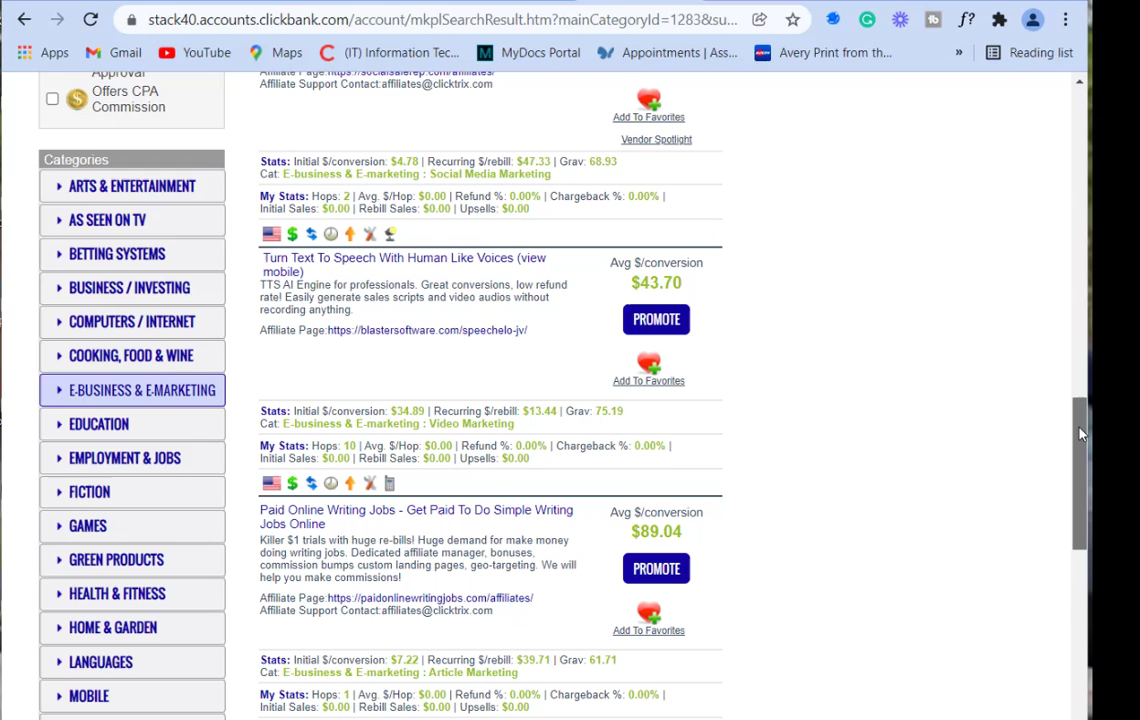 stack40.accounts.clickbank.com/account/mkplSearchResult.htm?mainCategoryId=1283&su...
Apps
Gmail
YouTube
Maps
(IT) Information Tec...
MyDocs Portal
Appointments | Ass...
Avery Print from th...
»
Reading list
Approval
Offers CPA
Commission
Categories
ARTS & ENTERTAINMENT
AS SEEN ON TV
BETTING SYSTEMS
BUSINESS / INVESTING
COMPUTERS / INTERNET
COOKING, FOOD & WINE
E-BUSINESS & E-MARKETING
EDUCATION
EMPLOYMENT & JOBS
FICTION
GAMES
GREEN PRODUCTS
HEALTH & FITNESS
HOME & GARDEN
LANGUAGES
MOBILE
Affiliate Page:https://socialsalerep.com/affiliates/
Affiliate Support Contact:affiliates@clicktrix.com
Add To Favorites
Vendor Spotlight
Stats: Initial $/conversion: $4.78 | Recurring $/rebill: $47.33 | Grav: 68.93
Cat: E-business & E-marketing : Social Media Marketing
My Stats: Hops: 2 | Avg. $/Hop: $0.00 | Refund %: 0.00% | Chargeback %: 0.00% |
Initial Sales: $0.00 | Rebill Sales: $0.00 | Upsells: $0.00
Turn Text To Speech With Human Like Voices (view
mobile)
TTS AI Engine for professionals. Great conversions, low refund
rate! Easily generate sales scripts and video audios without
recording anything.
Affiliate Page:https://blastersoftware.com/speechelo-jv/
Avg $/conversion
$43.70
PROMOTE
Add To Favorites
Stats: Initial $/conversion: $34.89 | Recurring $/rebill: $13.44 | Grav: 75.19
Cat: E-business & E-marketing : Video Marketing
My Stats: Hops: 10 | Avg. $/Hop: $0.00 | Refund %: 0.00% | Chargeback %: 0.00% |
Initial Sales: $0.00 | Rebill Sales: $0.00 | Upsells: $0.00
Paid Online Writing Jobs - Get Paid To Do Simple Writing
Jobs Online
Killer $1 trials with huge re-bills! Huge demand for make money
doing writing jobs. Dedicated affiliate manager, bonuses,
commission bumps custom landing pages, geo-targeting. We will
help you make commissions!
Affiliate Page:https://paidonlinewritingjobs.com/affiliates/
Affiliate Support Contact:affiliates@clicktrix.com
Avg $/conversion
$89.04
PROMOTE
Add To Favorites
Stats: Initial $/conversion: $7.22 | Recurring $/rebill: $39.71 | Grav: 61.71
Cat: E-business & E-marketing : Article Marketing
My Stats: Hops: 1 | Avg. $/Hop: $0.00 | Refund %: 0.00% | Chargeback %: 0.00% |
Initial Sales: $0.00 | Rebill Sales: $0.00 | Upsells: $0.00